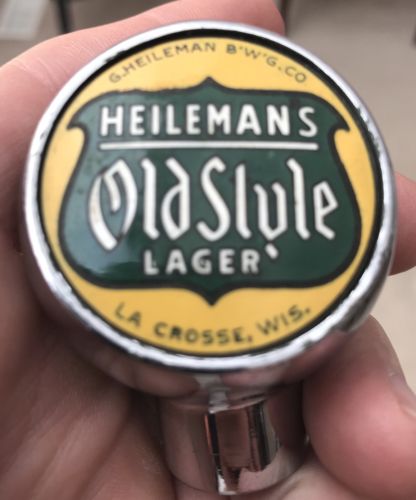 G. HEILEMAN B'W'G. CO
HEILEMANS
Old Style
LAGER
LA CROSSE, WIS.